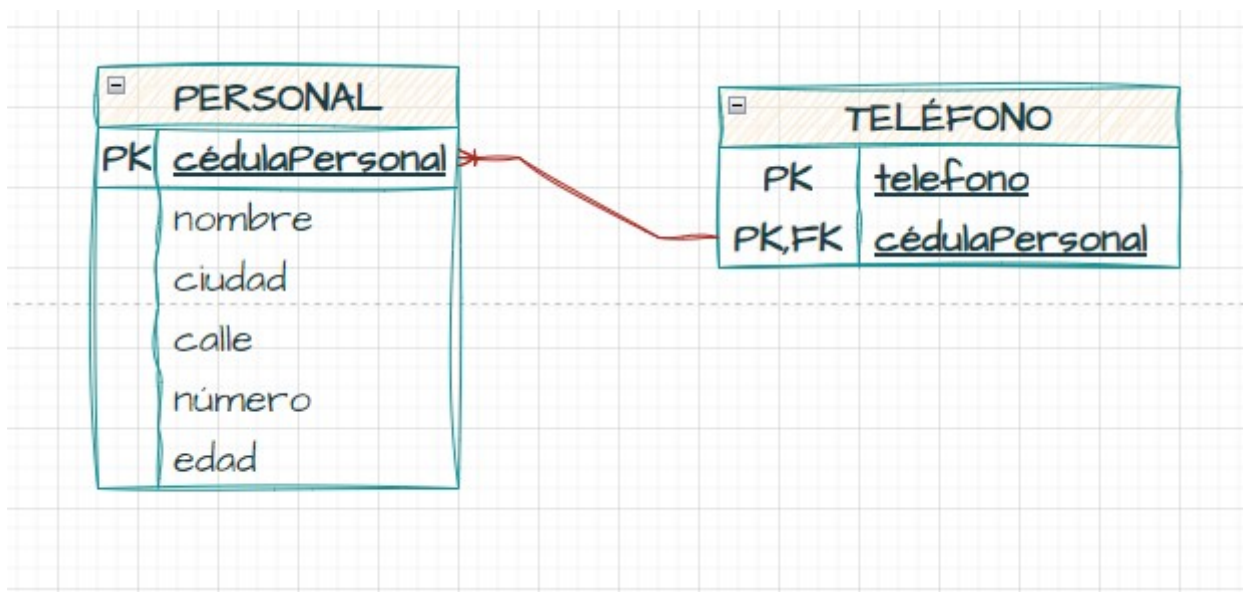 PERSONAL
PK cédulaPersonal
nombre
ciudad
calle
número
edad
TELÉFONO
PK telefono
PK,FK cédulaPersonal